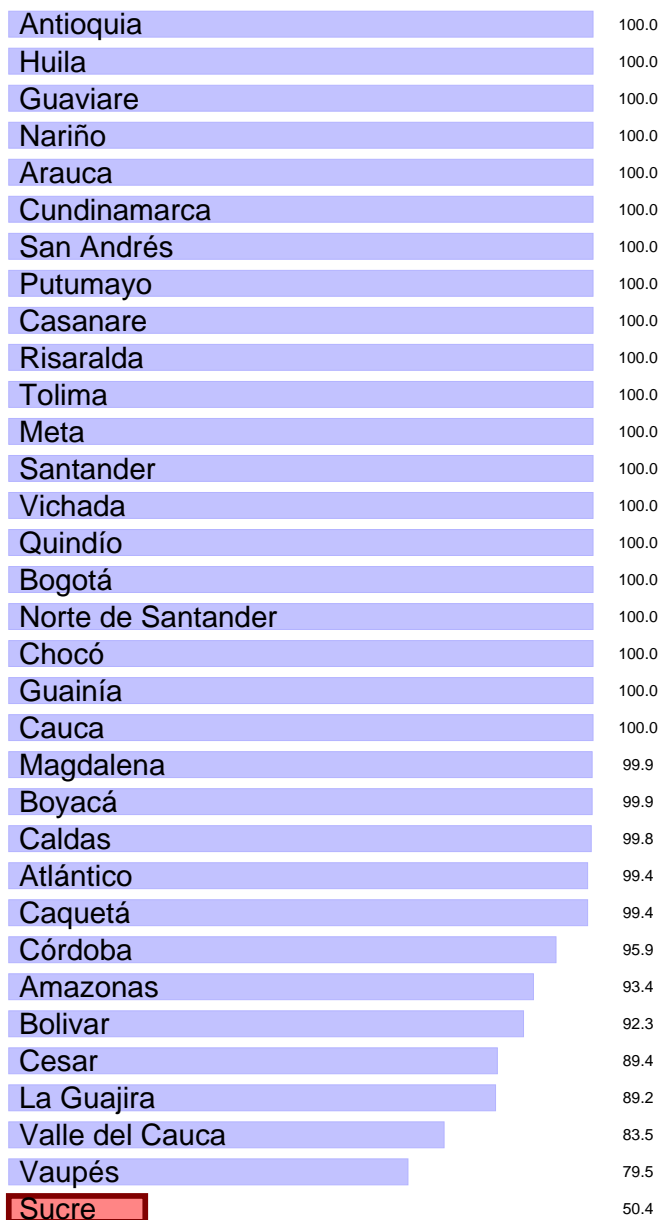 Antioquia 100.0
Huila 100.0
Guaviare 100.0
Nariño 100.0
Arauca 100.0
Cundinamarca 100.0
San Andrés 100.0
Putumayo 100.0
Casanare 100.0
Risaralda 100.0
Tolima 100.0
Meta 100.0
Santander 100.0
Vichada 100.0
Quindío 100.0
Bogotá 100.0
Norte de Santander 100.0
Chocó 100.0
Guainía 100.0
Cauca 100.0
Magdalena 99.9
Boyacá 99.9
Caldas 99.8
Atlántico 99.4
Caquetá 99.4
Córdoba 95.9
Amazonas 93.4
Bolivar 92.3
Cesar 89.4
La Guajira 89.2
Valle del Cauca 83.5
Vaupés 79.5
Sucre 50.4